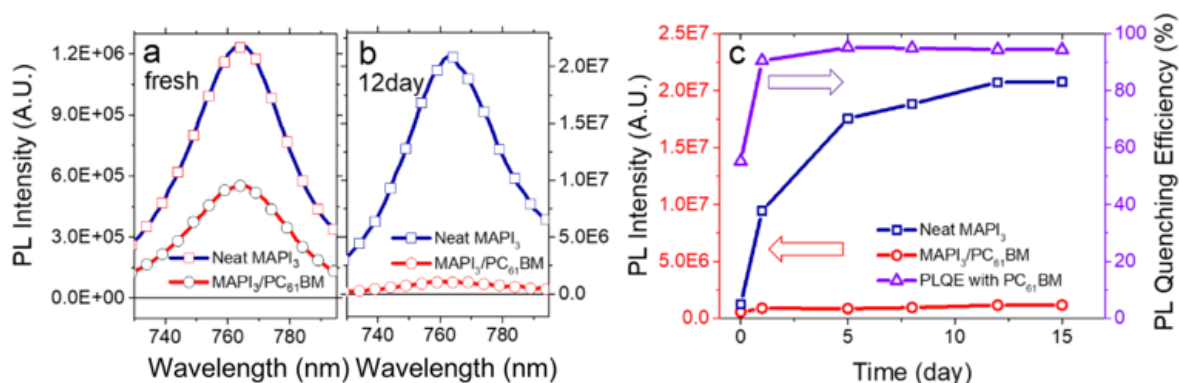 a
fresh
PL Intensity (A.U.)
1.2E+06
9.0E+05
6.0E+05
3.0E+05
0.0E+00
Neat MAPI₃
MAPI₃/PC₆₁BM
740 760 780
Wavelength (nm)
b
12day
2.0E7
1.5E7
1.0E7
5.0E6
0.0
Neat MAPI₃
MAPI₃/PC₆₁BM
740 760 780
Wavelength (nm)
c
PL Intensity (A.U.)
2.5E7
2.0E7
1.5E7
1.0E7
5.0E6
0.0
Neat MAPI₃
MAPI₃/PC₆₁BM
PLQE with PC₆₁BM
100
80
60
40
20
0
PL Quenching Efficiency (%)
0 5 10 15
Time (day)